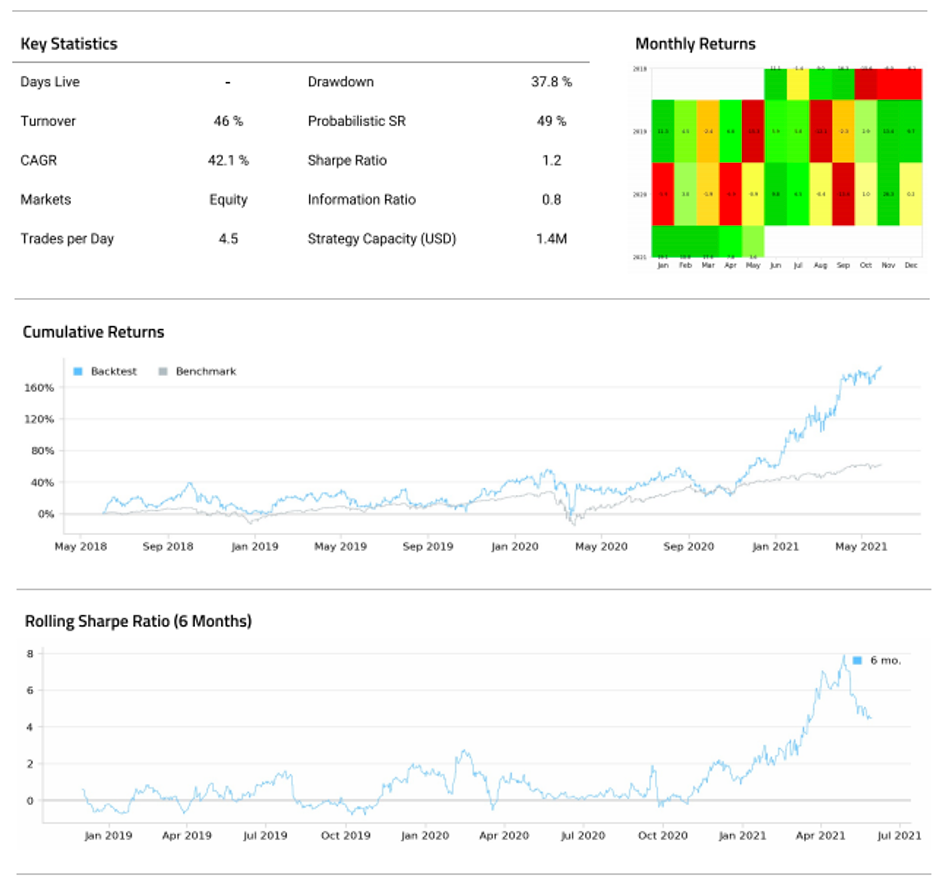 Key Statistics
Days Live - Drawdown 37.8 %
Turnover 46 % Probabilistic SR 49 %
CAGR 42.1 % Sharpe Ratio 1.2
Markets Equity Information Ratio 0.8
Trades per Day 4.5 Strategy Capacity (USD) 1.4M
Monthly Returns
2018
2019
2020
2021
Jan Feb Mar Apr May Jun Jul Aug Sep Oct Nov Dec
Cumulative Returns
Backtest Benchmark
160%
120%
80%
40%
0%
May 2018 Sep 2018 Jan 2019 May 2019 Sep 2019 Jan 2020 May 2020 Sep 2020 Jan 2021 May 2021
Rolling Sharpe Ratio (6 Months)
6 mo.
8
6
4
2
0
Jan 2019 Apr 2019 Jul 2019 Oct 2019 Jan 2020 Apr 2020 Jul 2020 Oct 2020 Jan 2021 Apr 2021 Jul 2021